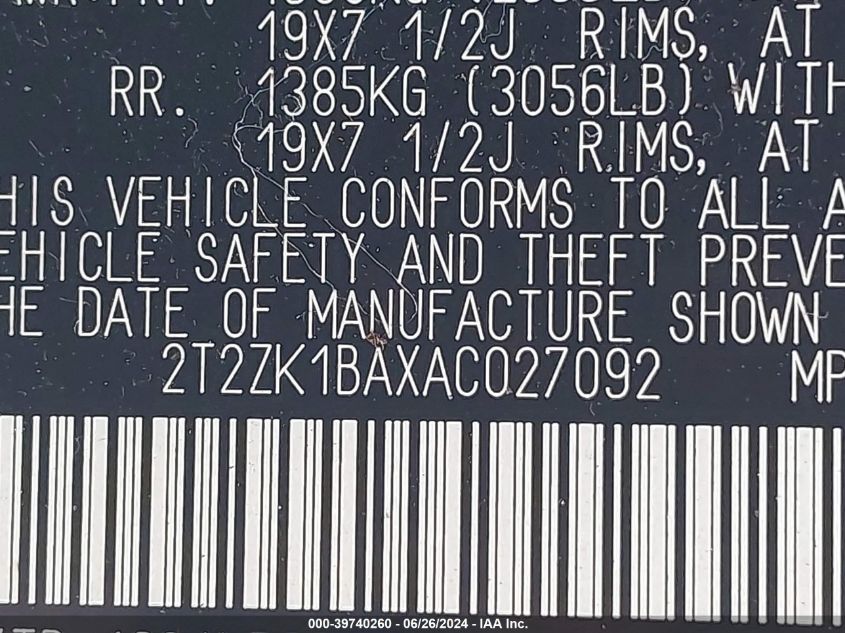 19X7 1/2J RIMS, AT
RR. 1385KG (3056LB) WITH
19X7 1/2J RIMS, AT
HIS VEHICLE CONFORMS TO ALL A
EHICLE SAFETY AND THEFT PREVE
HE DATE OF MANUFACTURE SHOWN
2T2ZK1BAXAC027092 MP
000-39740260 - 06/26/2024 - IAA Inc.